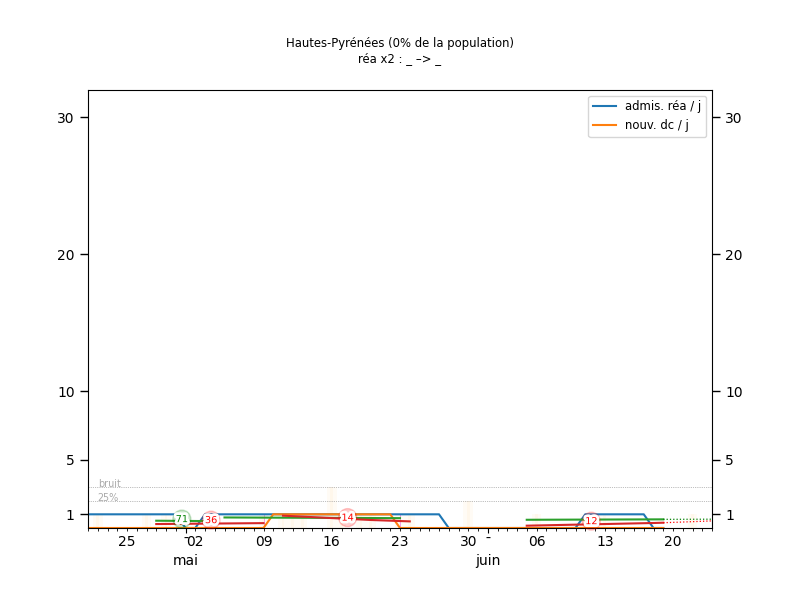 Hautes-Pyrénées (0% de la population)
réa x2 : _ –> _
admis. réa / j
nouv. dc / j
30 30
20 20
10 10
5 5
bruit
25%
1 1
71 36 14 12
25 02 09 16 23 30 06 13 20
mai juin